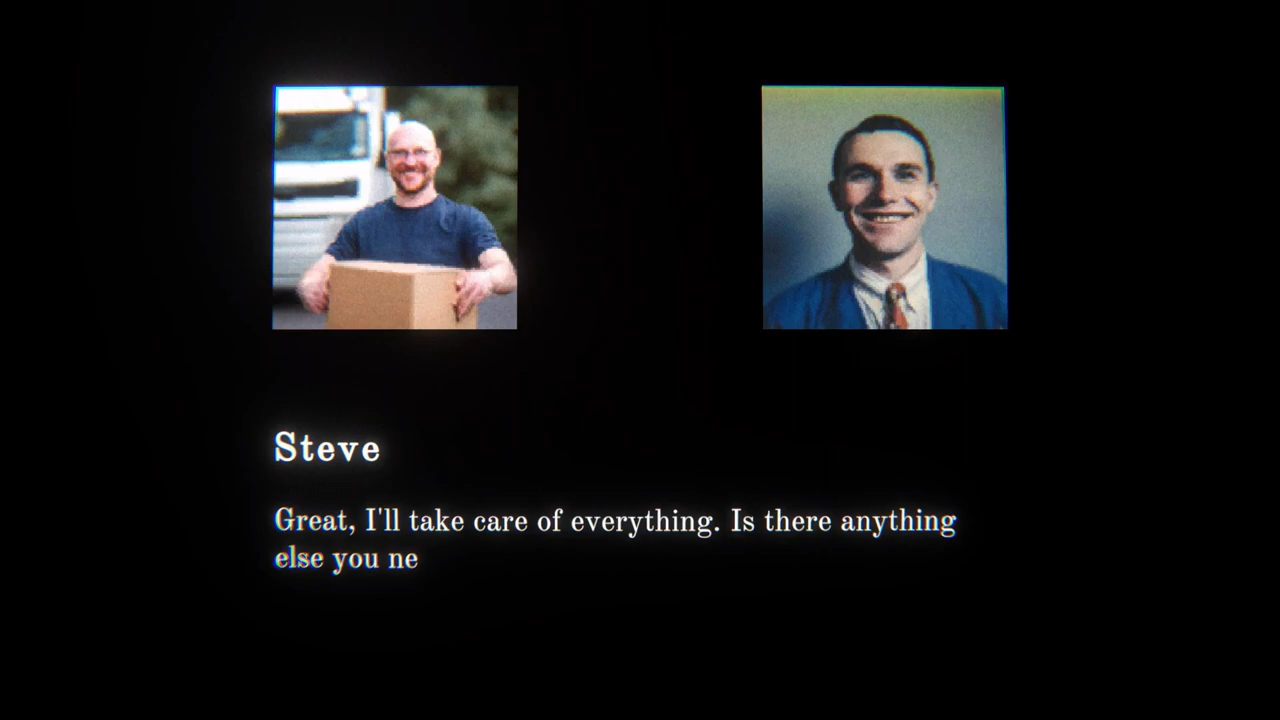 Steve
Great, I'll take care of everything. Is there anything
else you ne